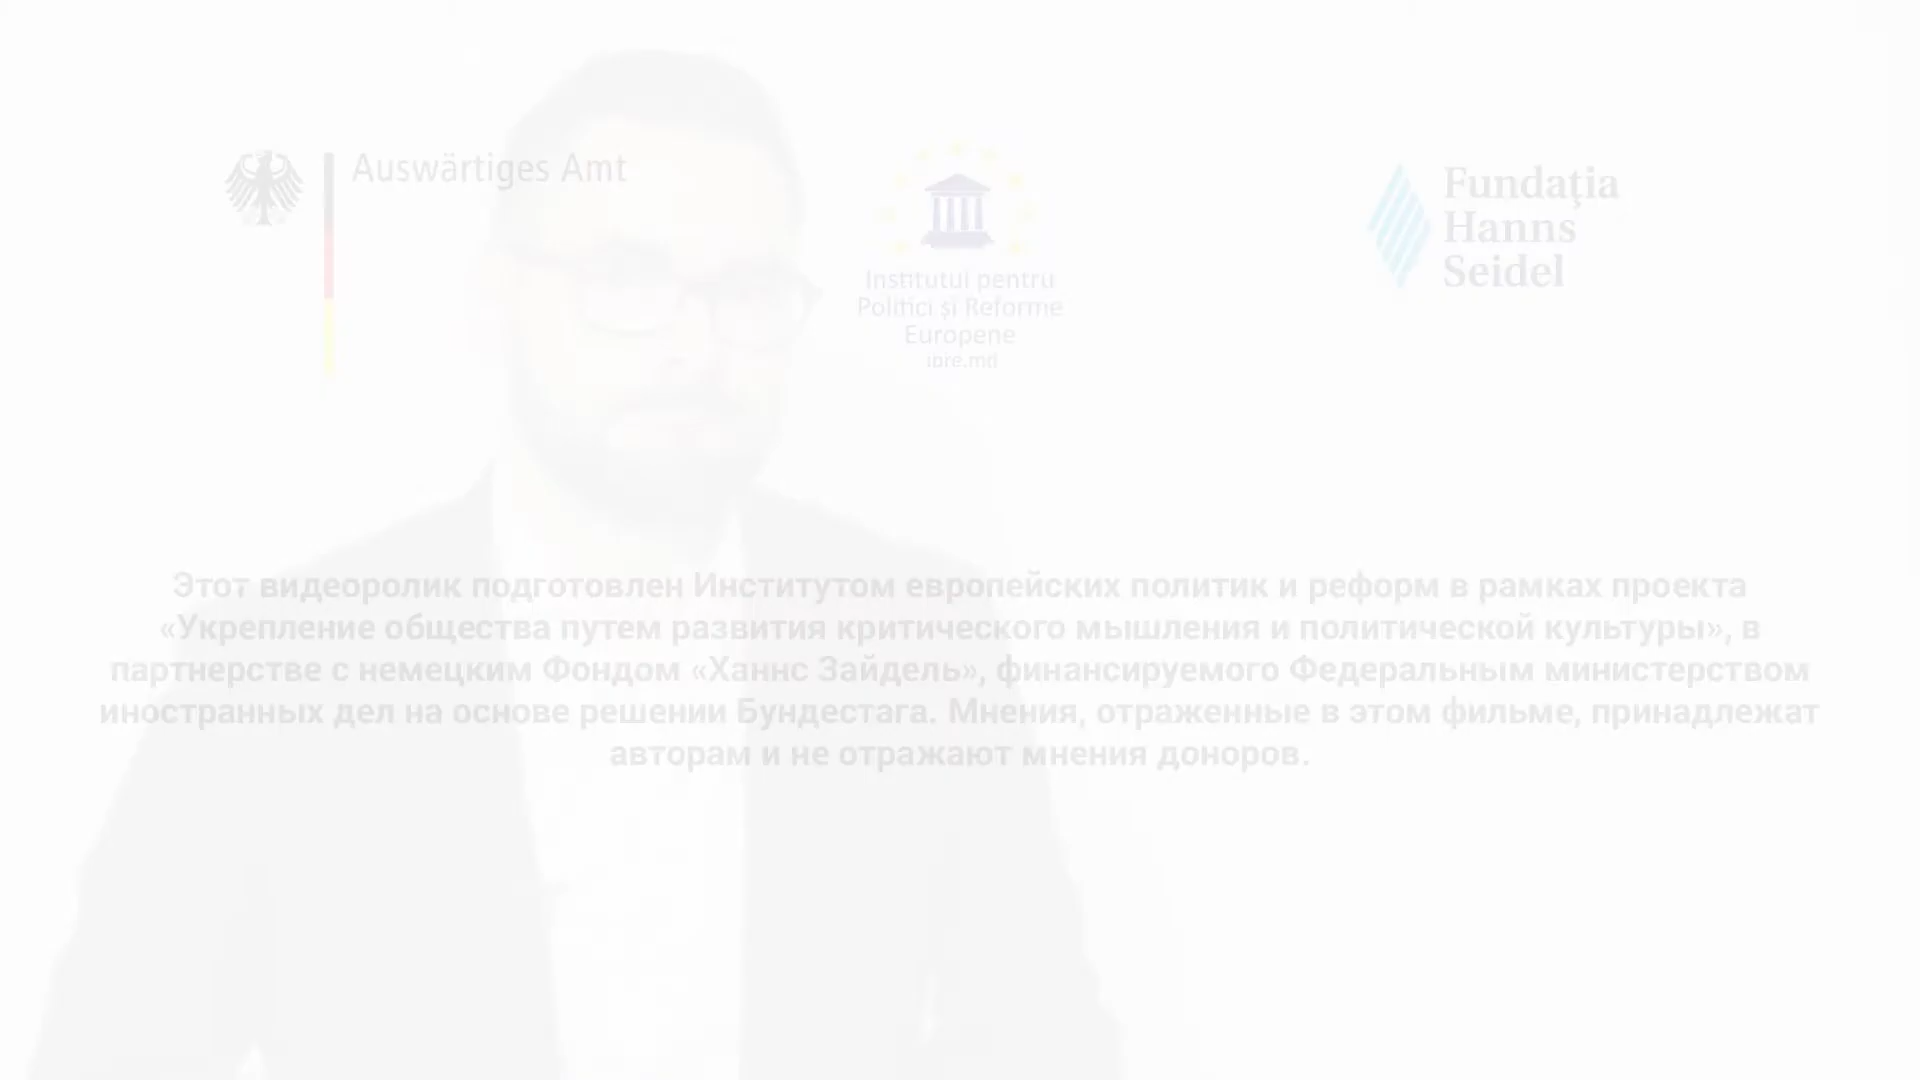 Auswärtiges Amt
Institutul pentru
Politici și Reforme
Europene
ipre.md
Fundaţia
Hanns
Seidel
Этот видеоролик подготовлен Институтом европейских политик и реформ в рамках проекта
«Укрепление общества путем развития критического мышления и политической культуры», в
партнерстве с немецким Фондом «Ханнс Зайдель», финансируемого Федеральным министерством
иностранных дел на основе решении Бундестага. Мнения, отраженные в этом фильме, принадлежат
авторам и не отражают мнения доноров.